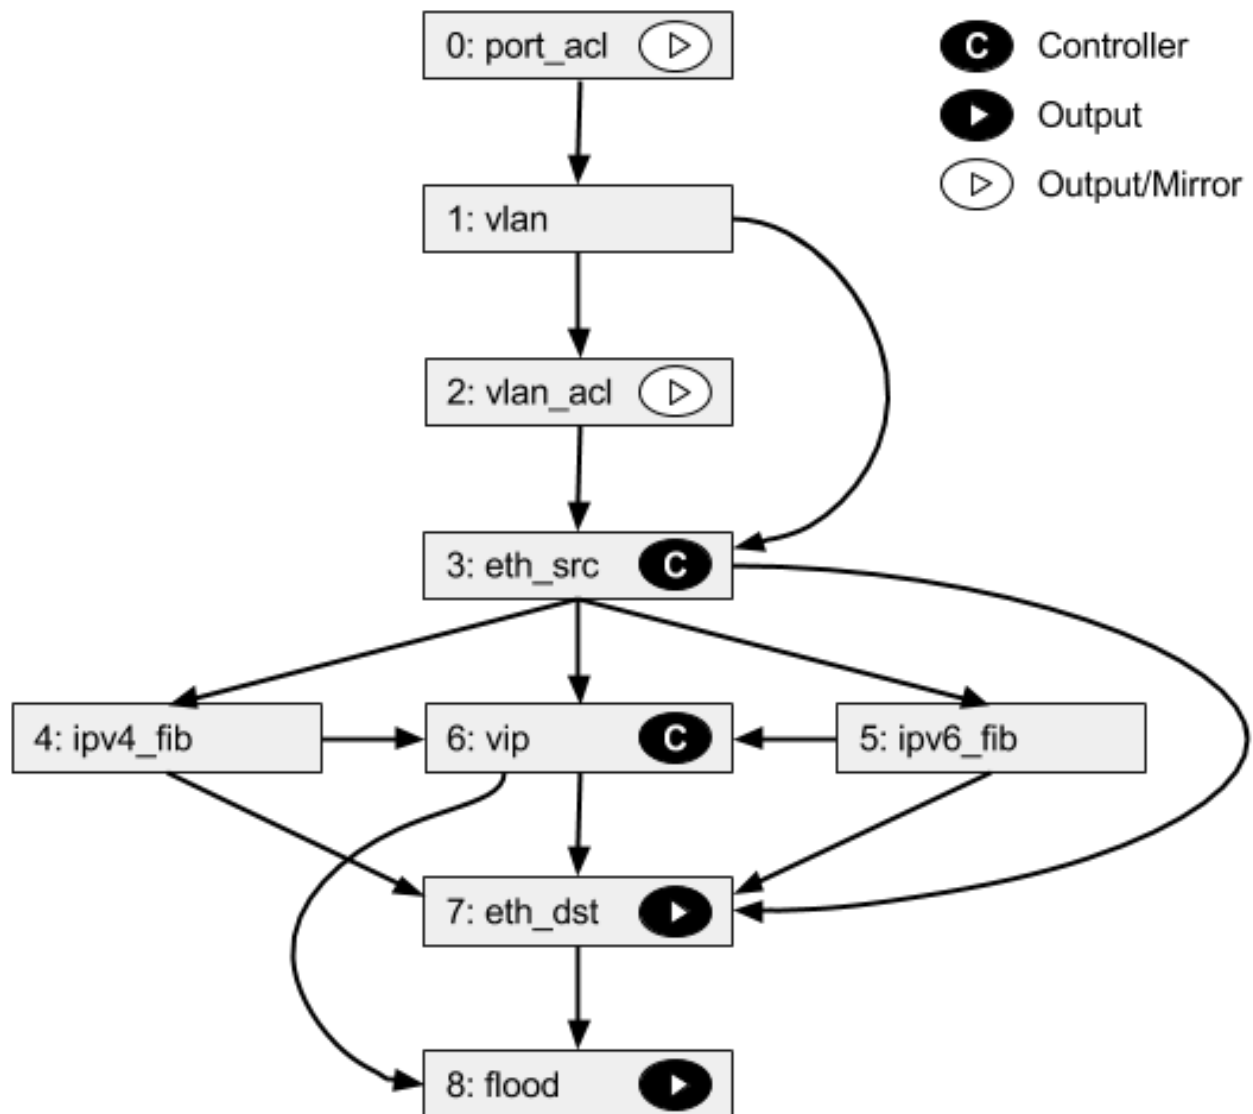 0: port_acl
C Controller
Output
Output/Mirror
1: vlan
2: vlan_acl
3: eth_src C
4: ipv4_fib
6: vip C
5: ipv6_fib
7: eth_dst
8: flood